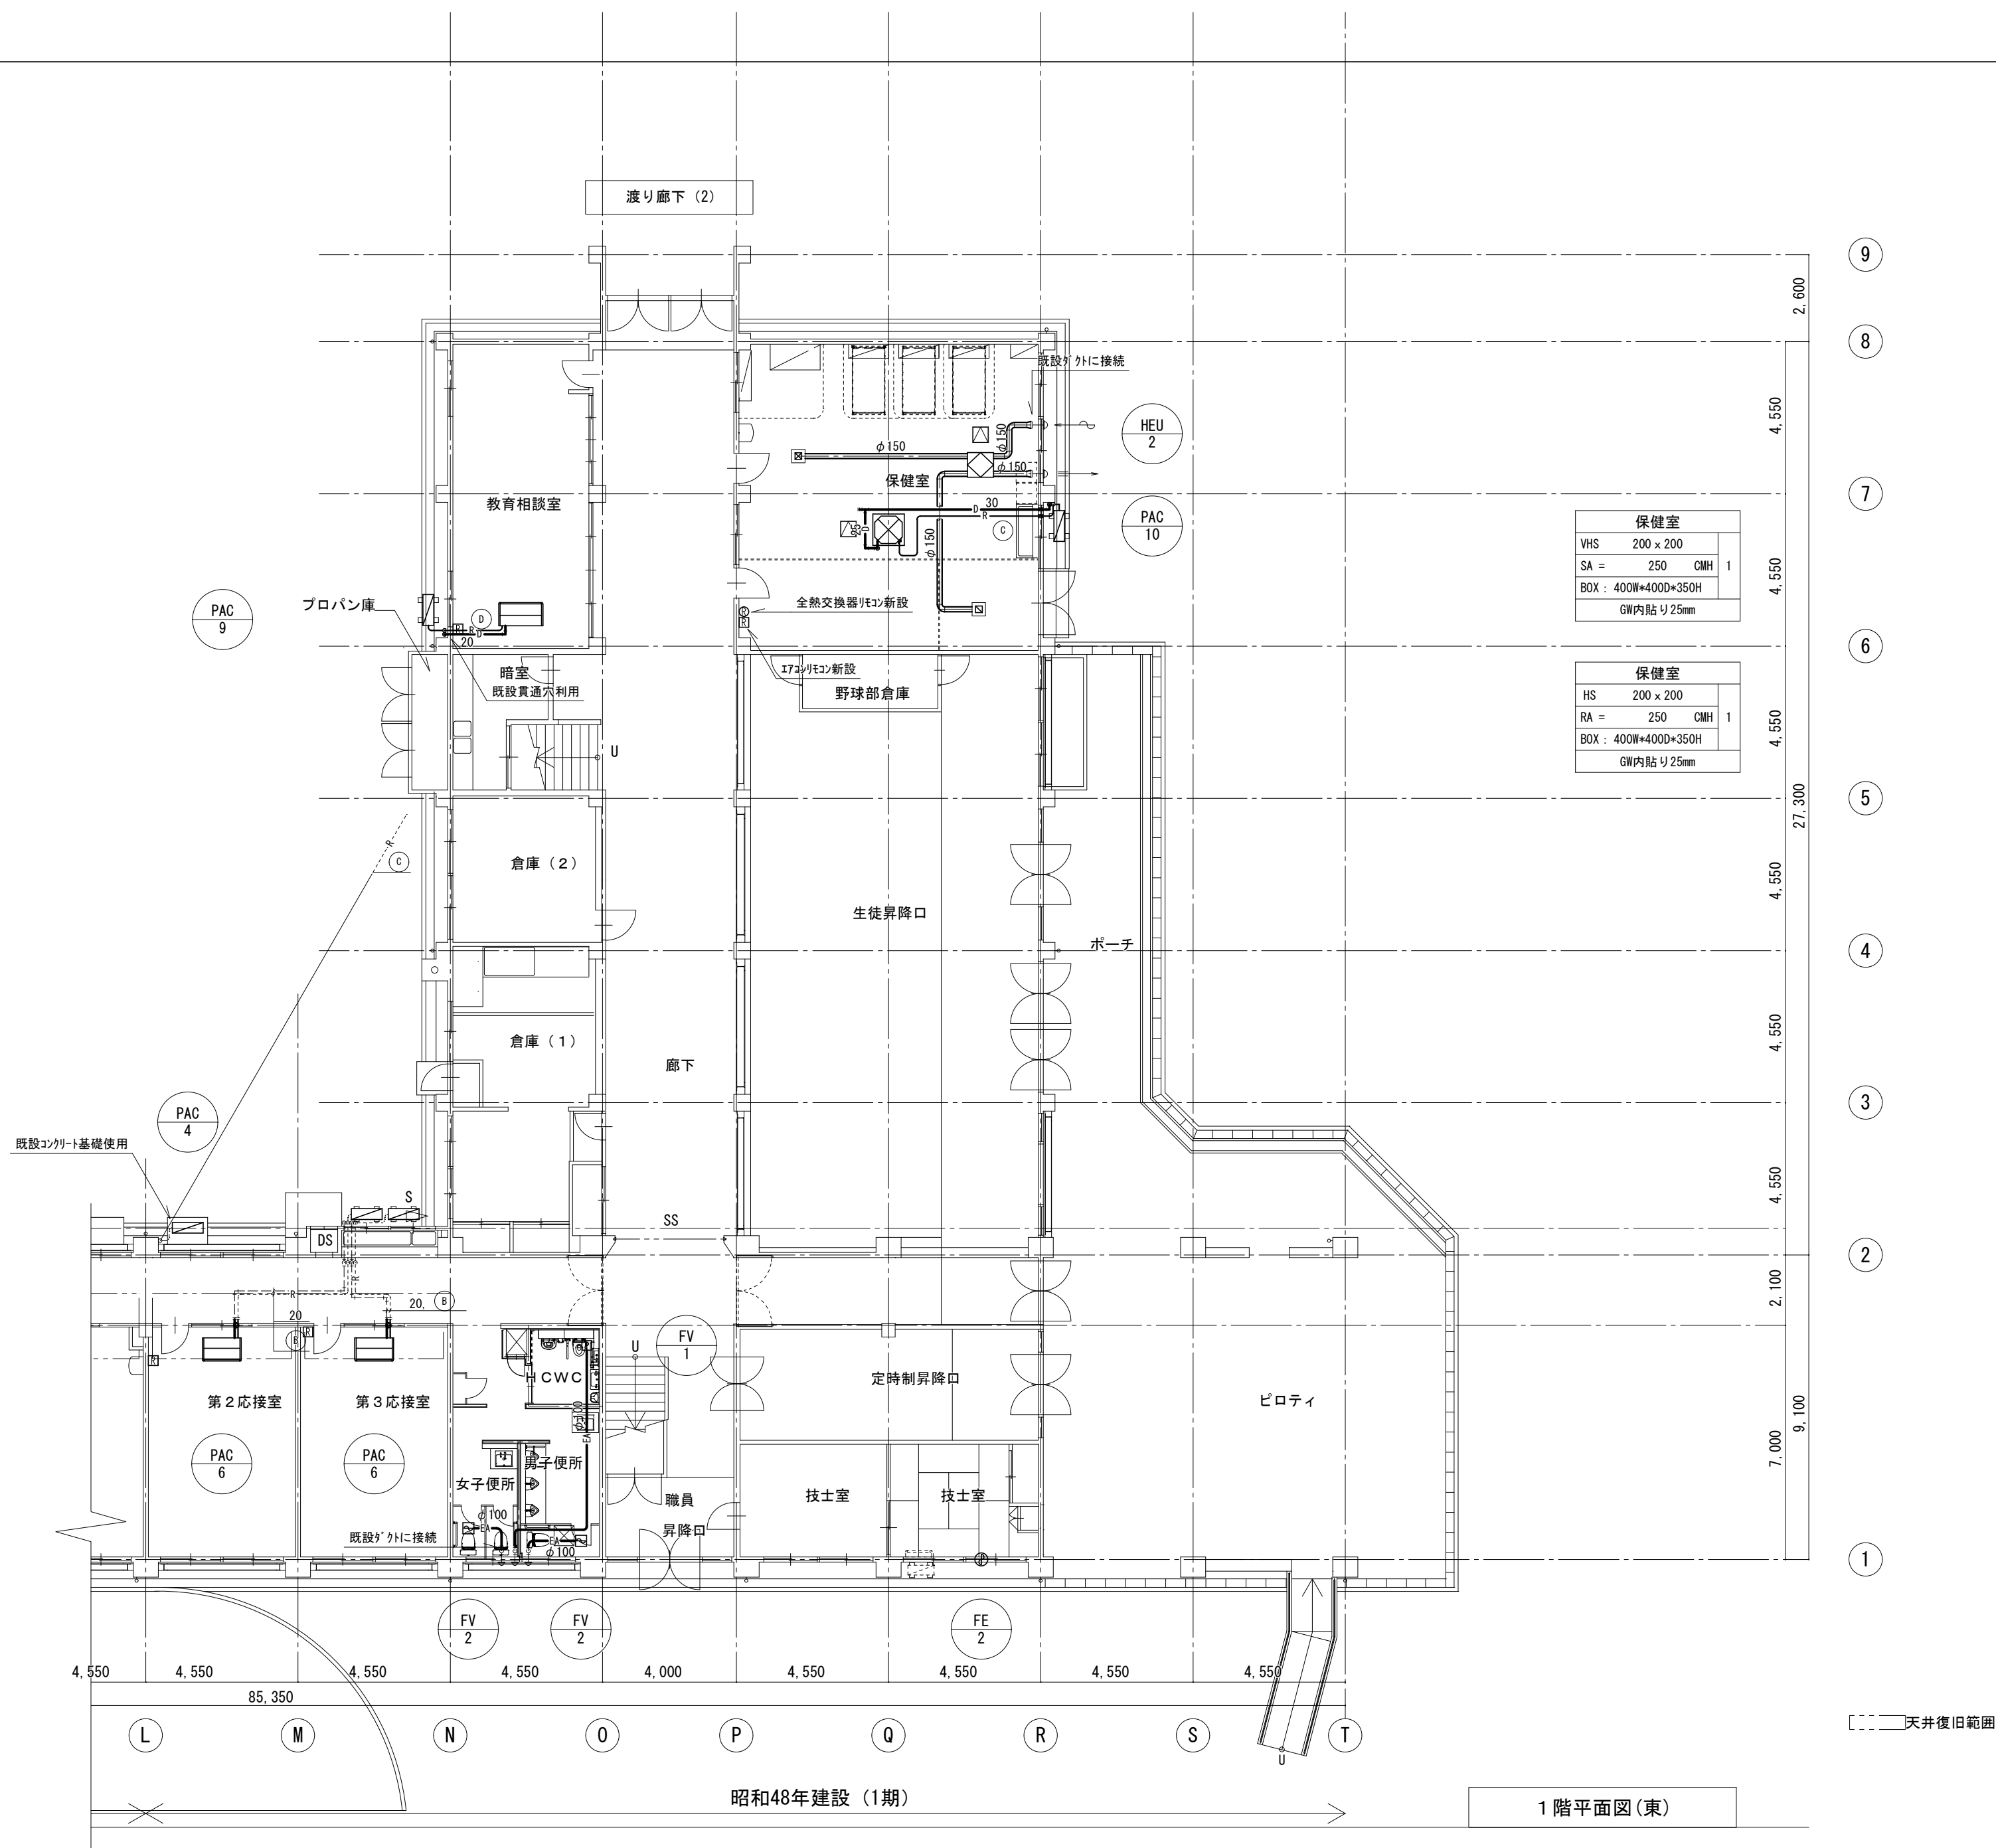 渡り廊下（2）
9
2,600
8
既設ﾀﾞｸﾄに接続
4,550
HEU
2
φ150
φ150
φ150
保健室
7
教育相談室
30
D
R
PAC
10
25
D
C
φ150
保健室
VHS 200 x 200
SA = 250 CMH 1
BOX : 400W*400D*350H
GW内貼り25mm
4,550
PAC
9
プロパン庫
全熱交換器ﾘﾓｺﾝ新設
R
R
D
R
R
D
20
6
暗室
ｴｱｺﾝﾘﾓｺﾝ新設
既設貫通穴利用
野球部倉庫
保健室
HS 200 x 200
RA = 250 CMH 1
BOX : 400W*400D*350H
GW内貼り25mm
4,550
U
5
27,300
R
C
倉庫（２）
4,550
生徒昇降口
ポーチ
4
倉庫（１）
4,550
廊下
3
PAC
4
既設ｺﾝｸﾘｰﾄ基礎使用
4,550
S
SS
DS
2
R
R
20, B
2,100
20
B
R
R
FV
1
U
ＨＣＷＣ
定時制昇降口
第２応接室
第３応接室
ピロティ
φ100
EA
9,100
PAC
6
PAC
6
男子便所
7,000
女子便所
職員
昇降口
技士室
技士室
φ100
EA
既設ﾀﾞｸﾄに接続
EA
φ100
1
FV
2
FV
2
FE
2
4,550
4,550
4,550
4,550
4,000
4,550
4,550
4,550
4,550
85,350
L
M
N
O
P
Q
R
S
T
天井復旧範囲
U
昭和48年建設（1期）
１階平面図(東)